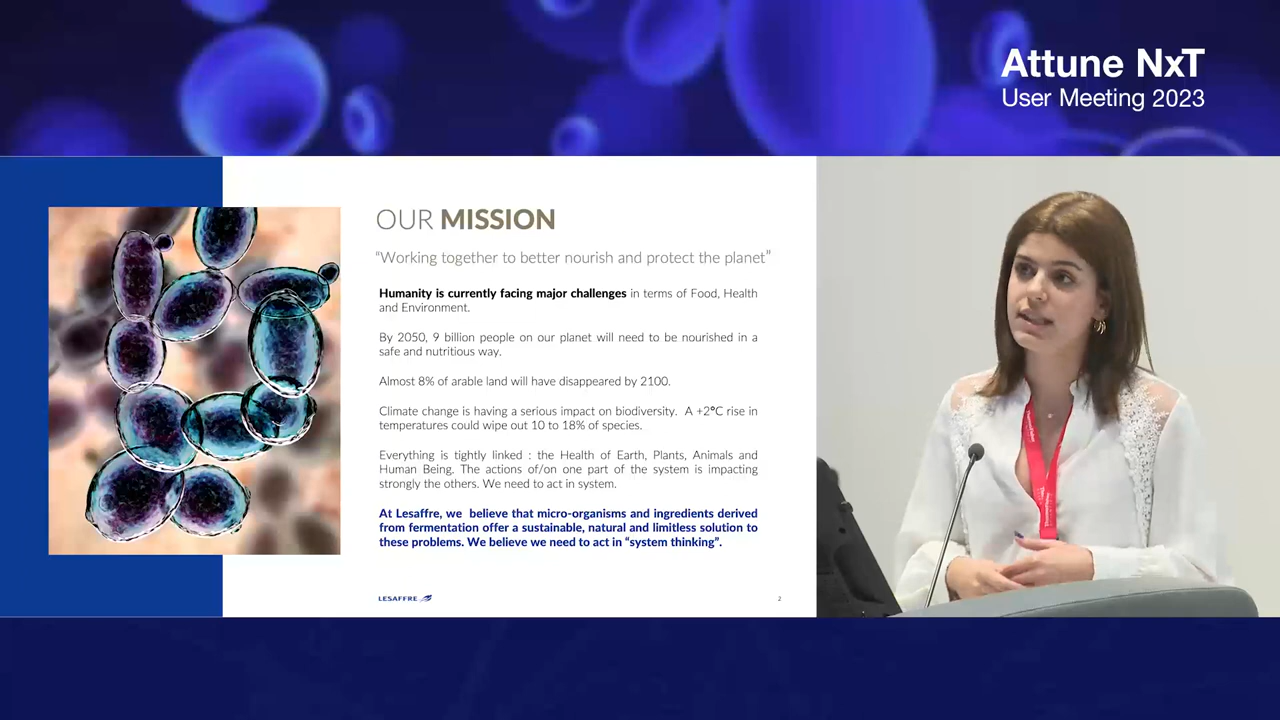 Attune NxT
User Meeting 2023
OUR MISSION
“Working together to better nourish and protect the planet”
Humanity is currently facing major challenges in terms of Food, Health
and Environment.
By 2050, 9 billion people on our planet will need to be nourished in a
safe and nutritious way.
Almost 8% of arable land will have disappeared by 2100.
Climate change is having a serious impact on biodiversity. A +2°C rise in
temperatures could wipe out 10 to 18% of species.
Everything is tightly linked : the Health of Earth, Plants, Animals and
Human Being. The actions of/on one part of the system is impacting
strongly the others. We need to act in system.
At Lesaffre, we believe that micro-organisms and ingredients derived
from fermentation offer a sustainable, natural and limitless solution to
these problems. We believe we need to act in “system thinking”.
LESAFFRE
2